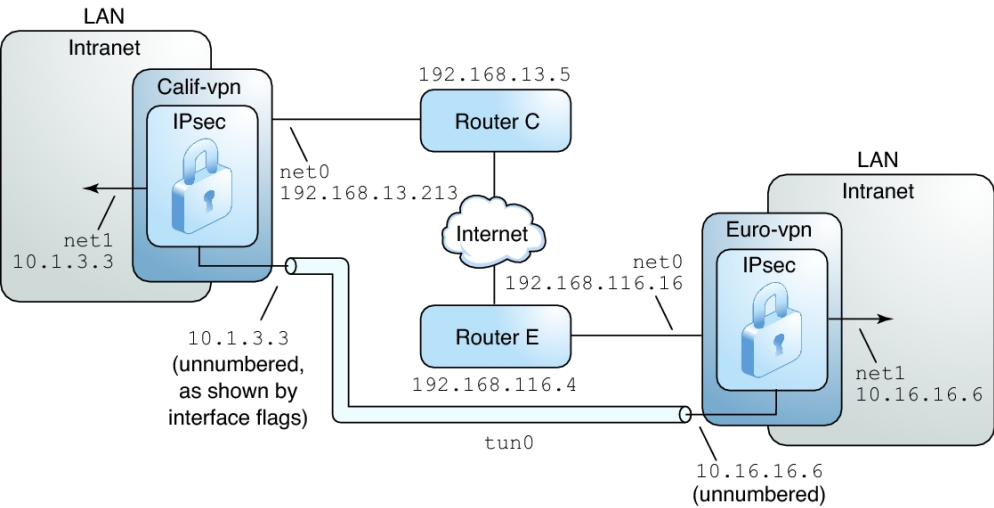 LAN
Intranet
Calif-vpn
IPsec
192.168.13.5
Router C
net0
192.168.13.213
net1
10.1.3.3
Internet
LAN
Intranet
Euro-vpn
IPsec
net0
192.168.116.16
Router E
192.168.116.4
10.1.3.3
(unnumbered,
as shown by
interface flags)
net1
10.16.16.6
tun0
10.16.16.6
(unnumbered)